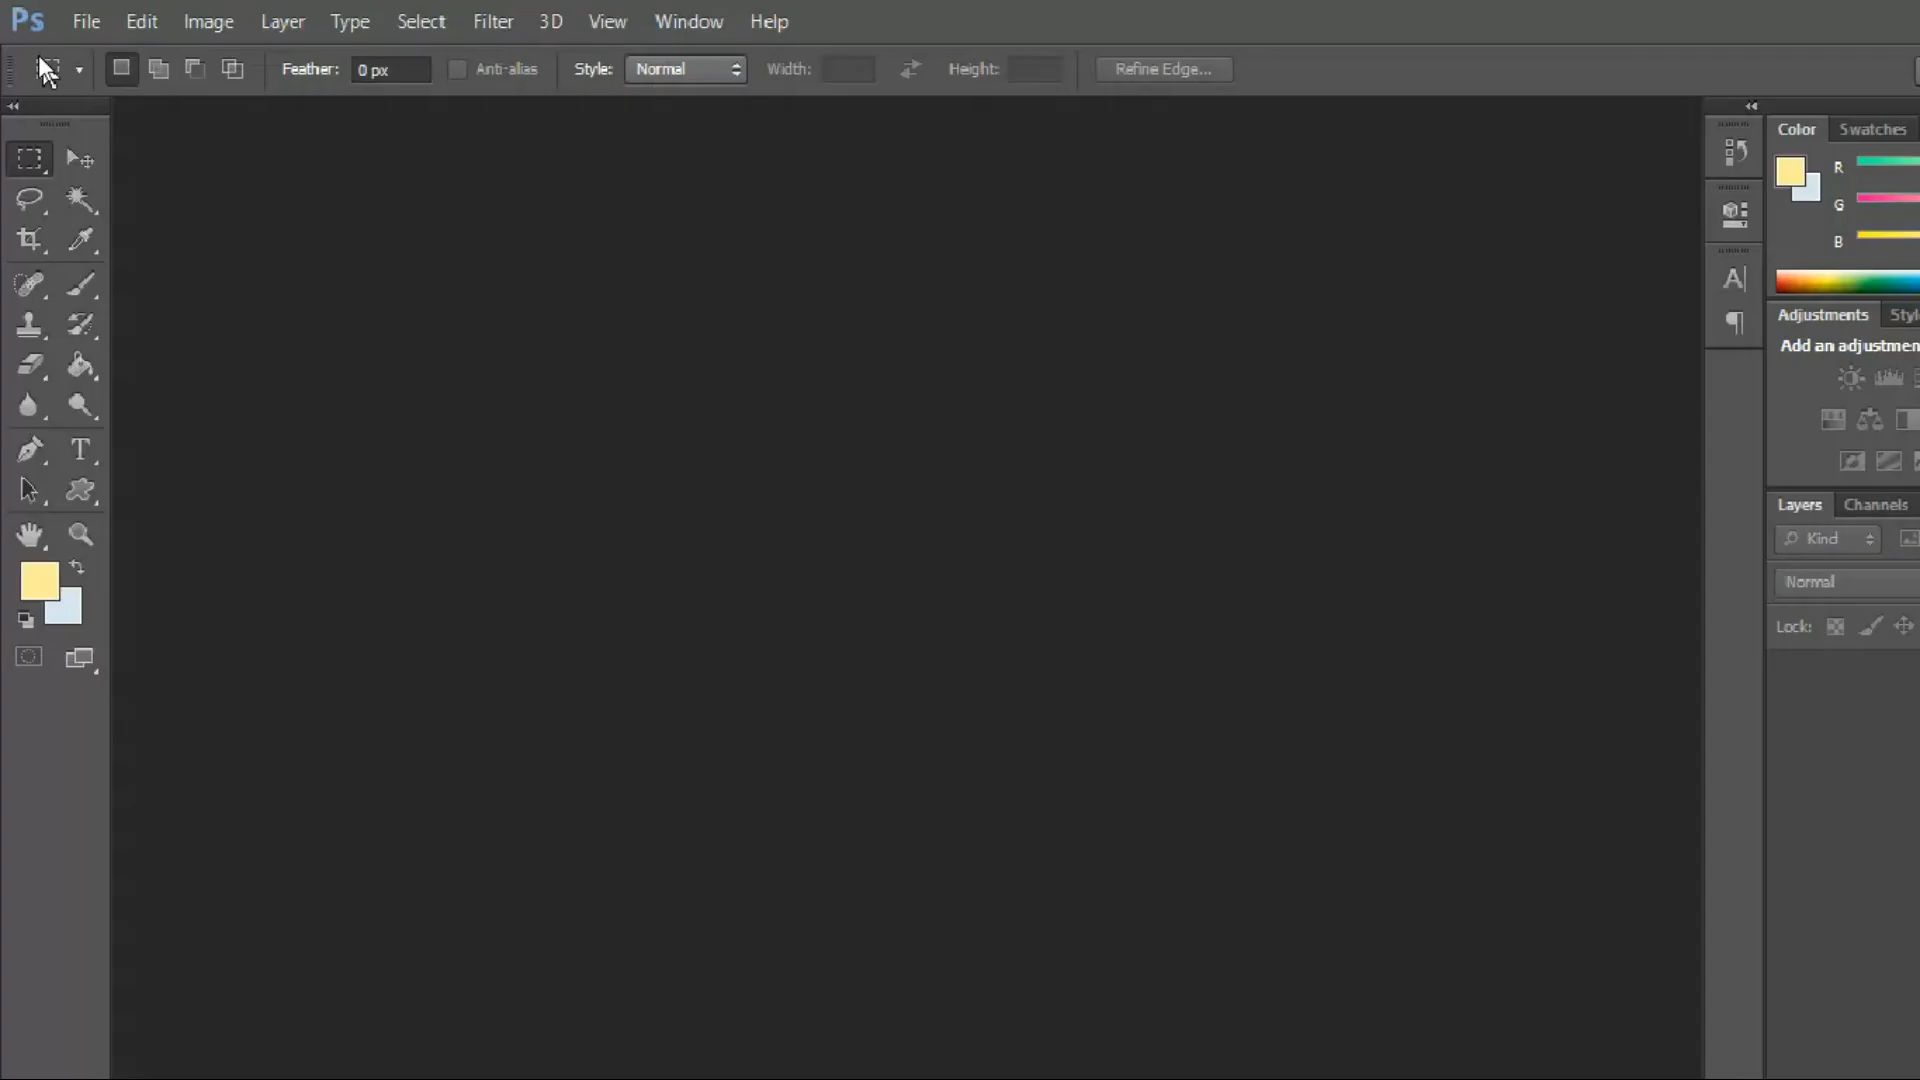 Ps File Edit Image Layer Type Select Filter 3D View Window Help
Feather: 0 px Anti-alias Style: Normal Width: Height: Refine Edge...
Color Swatches
R
G
B
A
Adjustments Styl
Add an adjustmen
T
Layers Channels
Kind
Normal
Lock: